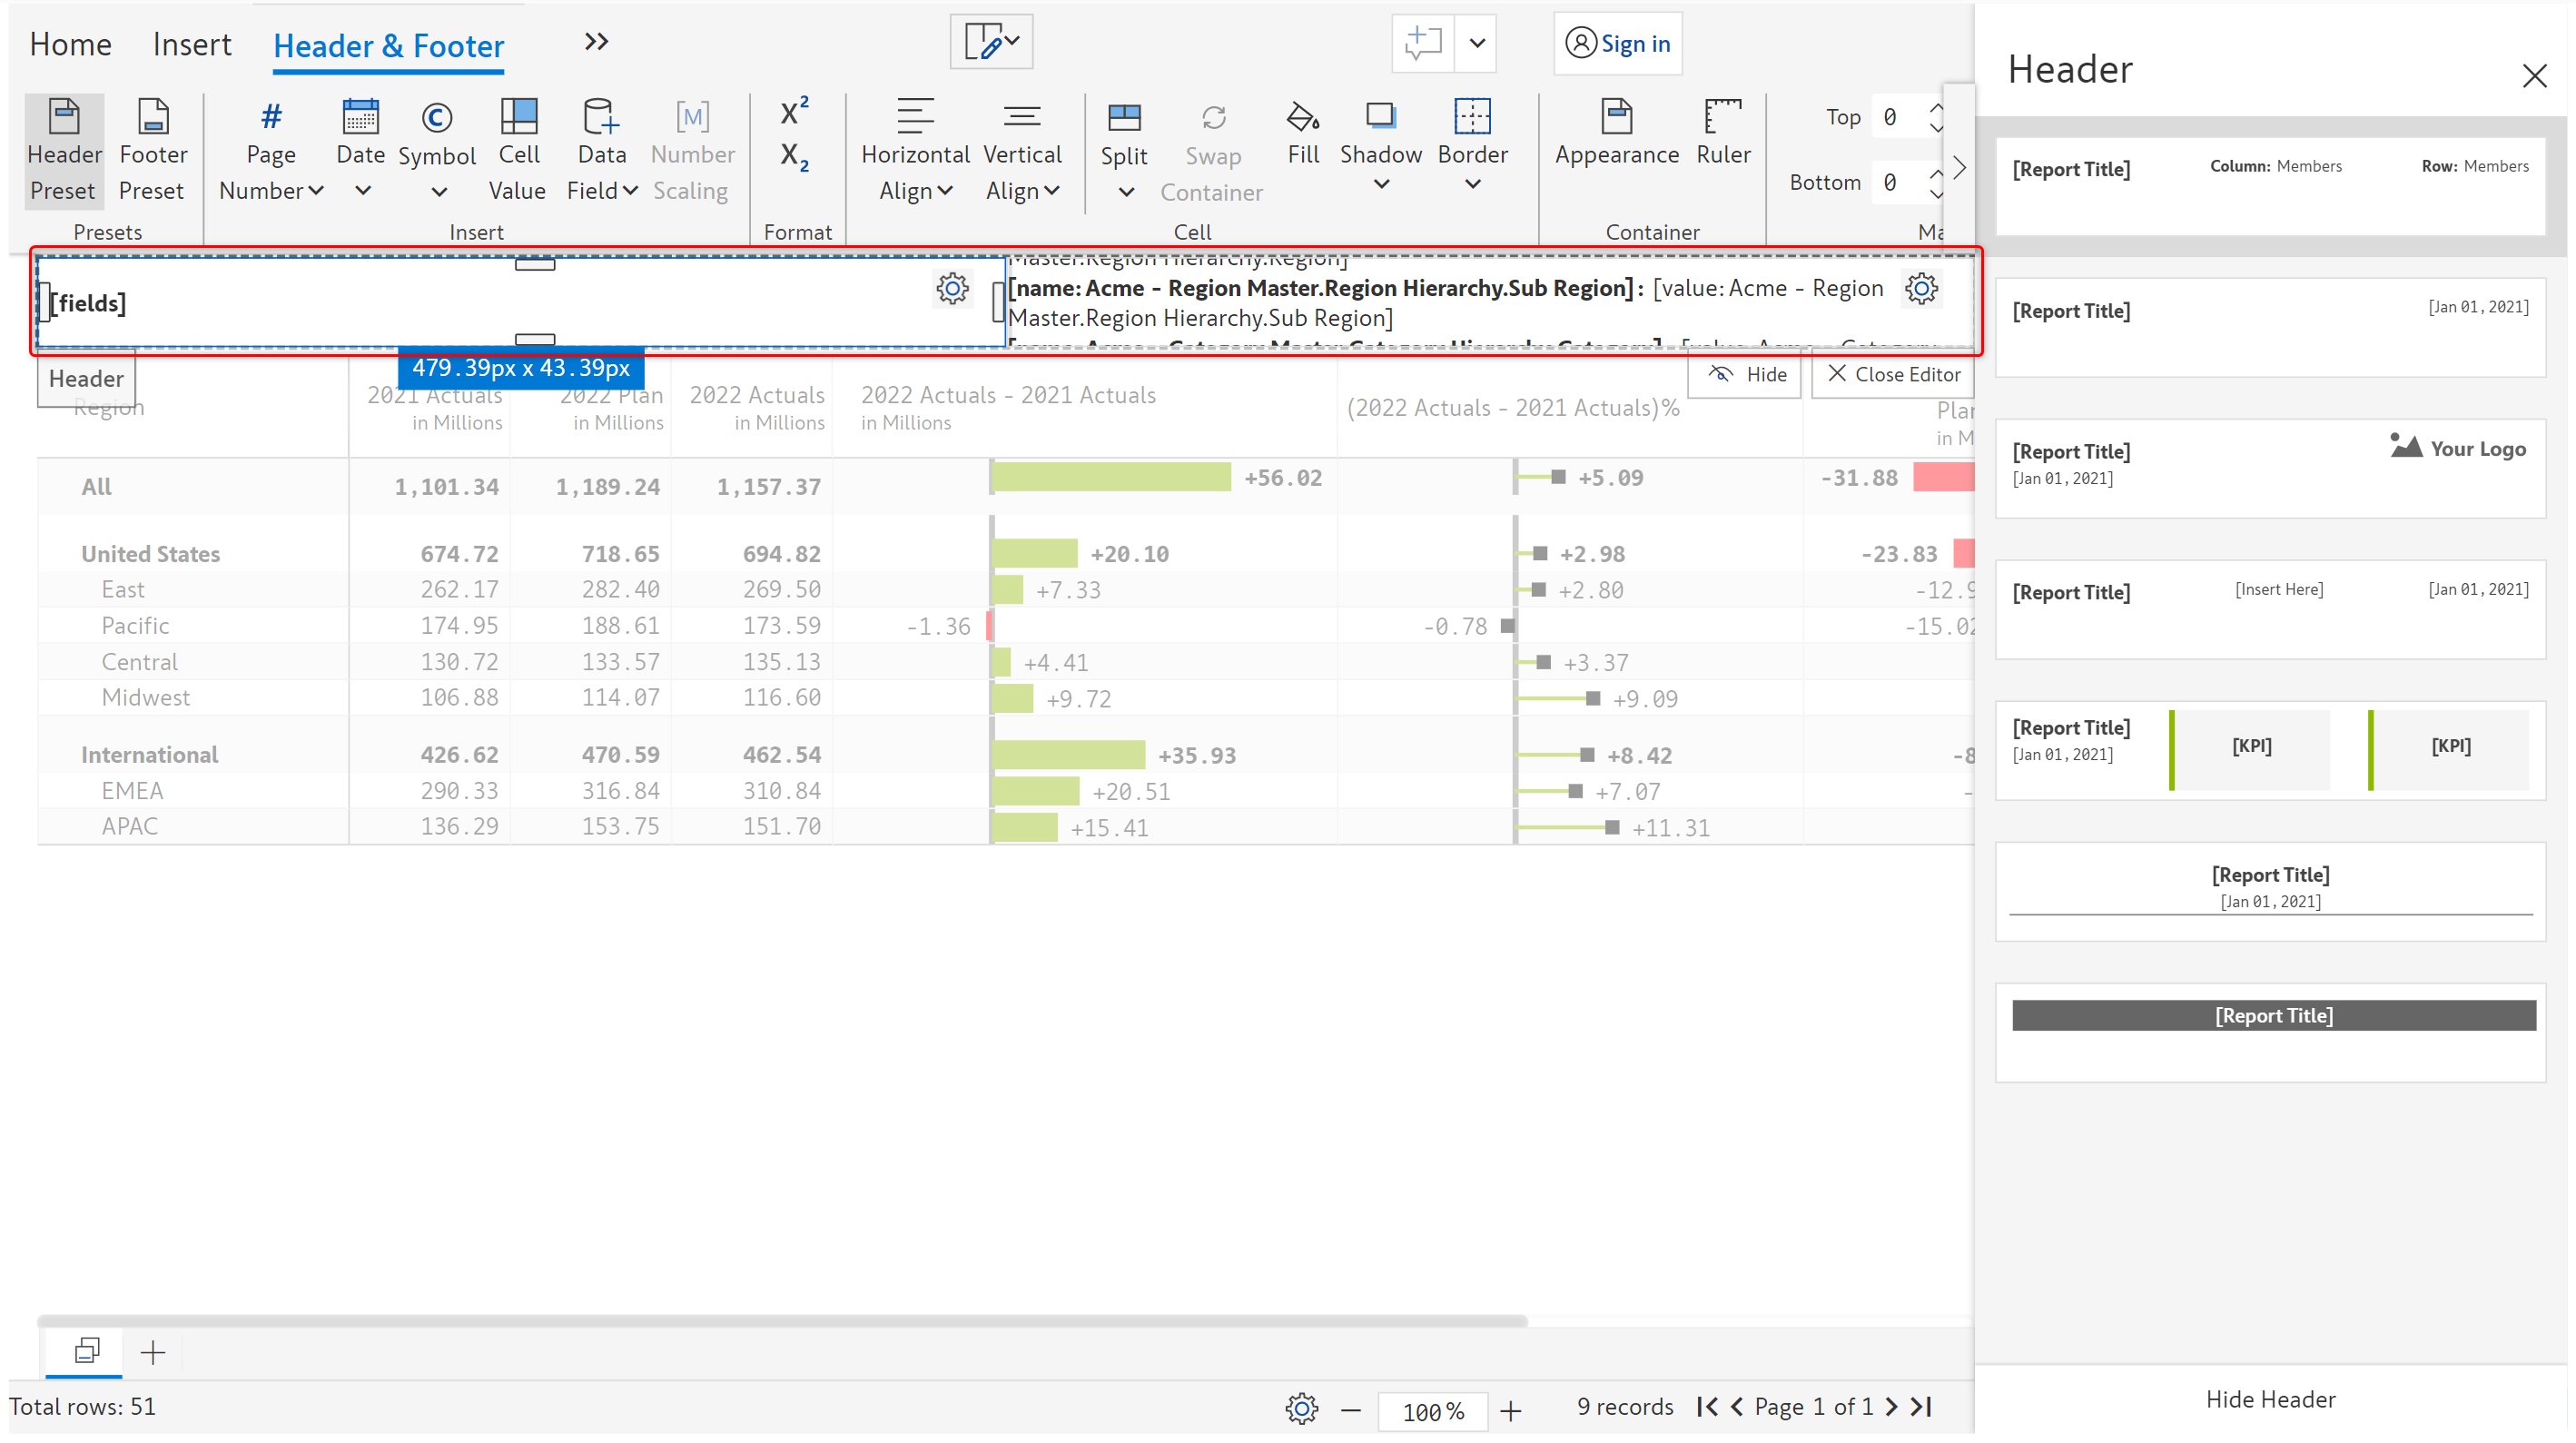 Home Insert Header & Footer Sign in
Header Preset
Footer Preset
Presets
Page Number
Date
Symbol
Cell Value
Data Field
[M] Number Scaling
Insert
X2
X2
Format
Horizontal Align
Vertical Align
Split
Swap Container
Fill
Shadow
Border
Cell
Appearance
Ruler
Container
Top 0
Bottom 0
Ma
[fields]
Master.Region Hierarchy.Region]
[name: Acme - Region Master.Region Hierarchy.Sub Region] : [value: Acme - Region
Master.Region Hierarchy.Sub Region]
[name: Acme - Category Master.Category Hierarchy.Category] : [value: Acme - Category
479.39px x 43.39px
Header
Hide
Close Editor
Region
2021 Actuals
in Millions
2022 Plan
in Millions
2022 Actuals
in Millions
2022 Actuals - 2021 Actuals
in Millions
(2022 Actuals - 2021 Actuals)%
Plan
in M
All 1,101.34 1,189.24 1,157.37 +56.02 +5.09 -31.88
United States 674.72 718.65 694.82 +20.10 +2.98 -23.83
East 262.17 282.40 269.50 +7.33 +2.80 -12.9
Pacific 174.95 188.61 173.59 -1.36 -0.78 -15.02
Central 130.72 133.57 135.13 +4.41 +3.37
Midwest 106.88 114.07 116.60 +9.72 +9.09
International 426.62 470.59 462.54 +35.93 +8.42 -8
EMEA 290.33 316.84 310.84 +20.51 +7.07 -
APAC 136.29 153.75 151.70 +15.41 +11.31
Total rows: 51
100 %
9 records
Page 1 of 1
Header
[Report Title] Column: Members Row: Members
[Report Title] [Jan 01, 2021]
[Report Title] Your Logo
[Jan 01, 2021]
[Report Title] [Insert Here] [Jan 01, 2021]
[Report Title] [KPI] [KPI]
[Jan 01, 2021]
[Report Title]
[Jan 01, 2021]
[Report Title]
Hide Header